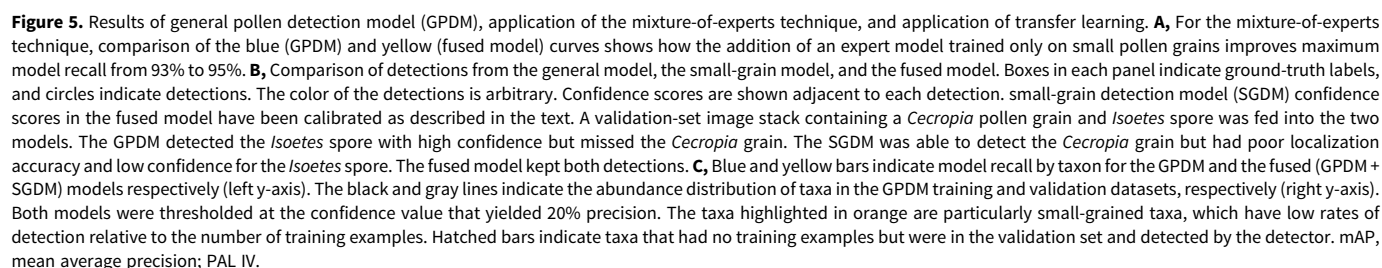 Figure 5. Results of general pollen detection model (GPDM), application of the mixture-of-experts technique, and application of transfer learning. A, For the mixture-of-experts
technique, comparison of the blue (GPDM) and yellow (fused model) curves shows how the addition of an expert model trained only on small pollen grains improves maximum
model recall from 93% to 95%. B, Comparison of detections from the general model, the small-grain model, and the fused model. Boxes in each panel indicate ground-truth labels,
and circles indicate detections. The color of the detections is arbitrary. Confidence scores are shown adjacent to each detection. small-grain detection model (SGDM) confidence
scores in the fused model have been calibrated as described in the text. A validation-set image stack containing a Cecropia pollen grain and Isoetes spore was fed into the two
models. The GPDM detected the Isoetes spore with high confidence but missed the Cecropia grain. The SGDM was able to detect the Cecropia grain but had poor localization
accuracy and low confidence for the Isoetes spore. The fused model kept both detections. C, Blue and yellow bars indicate model recall by taxon for the GPDM and the fused (GPDM +
SGDM) models respectively (left y-axis). The black and gray lines indicate the abundance distribution of taxa in the GPDM training and validation datasets, respectively (right y-axis).
Both models were thresholded at the confidence value that yielded 20% precision. The taxa highlighted in orange are particularly small-grained taxa, which have low rates of
detection relative to the number of training examples. Hatched bars indicate taxa that had no training examples but were in the validation set and detected by the detector. mAP,
mean average precision; PAL IV.